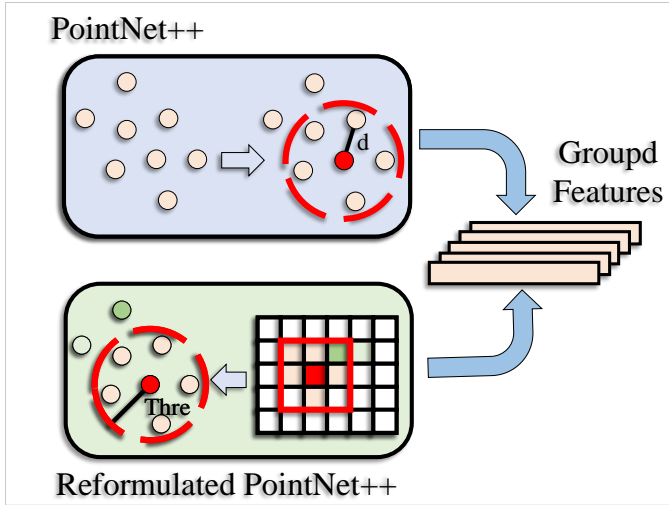 PointNet++
d
Groupd
Features
Thre
Reformulated PointNet++